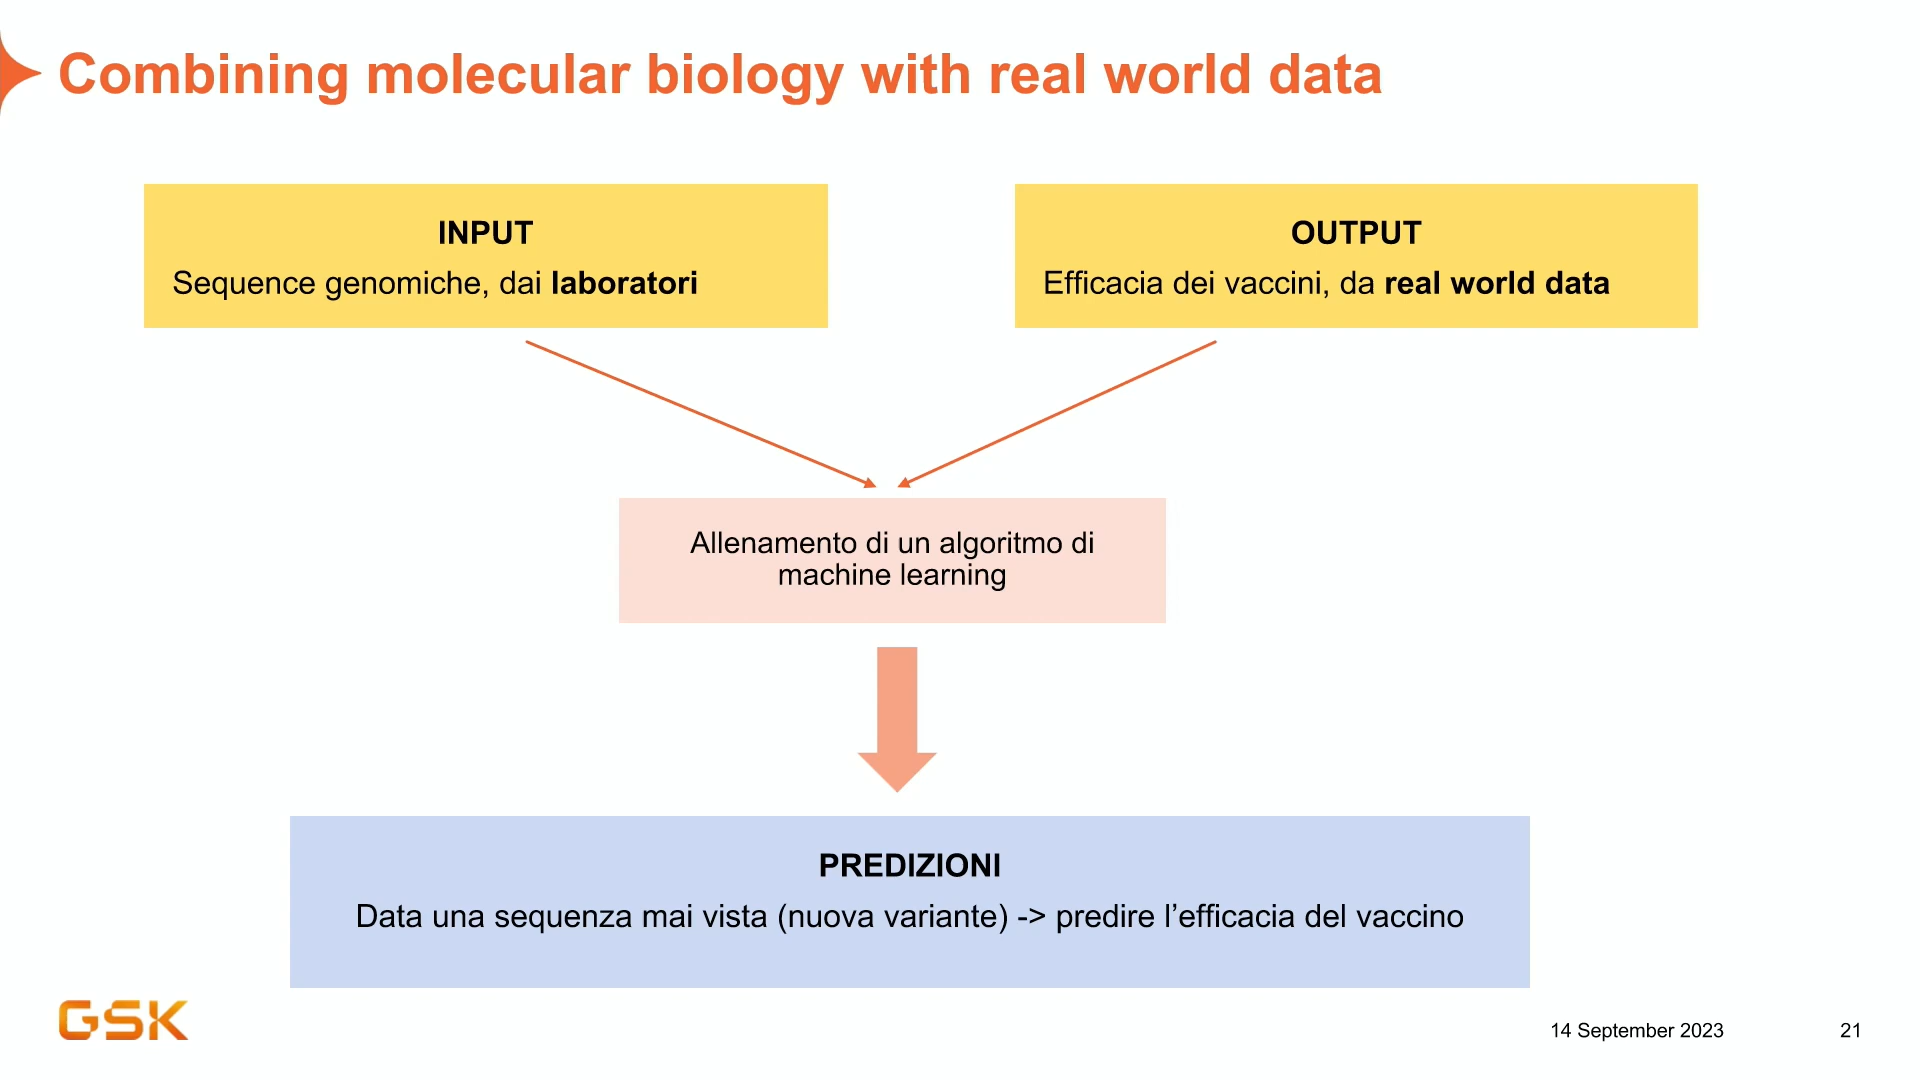 Combining molecular biology with real world data
INPUT
Sequence genomiche, dai laboratori
OUTPUT
Efficacia dei vaccini, da real world data
Allenamento di un algoritmo di
machine learning
PREDIZIONI
Data una sequenza mai vista (nuova variante) -> predire l’efficacia del vaccino
GSK
14 September 2023
21